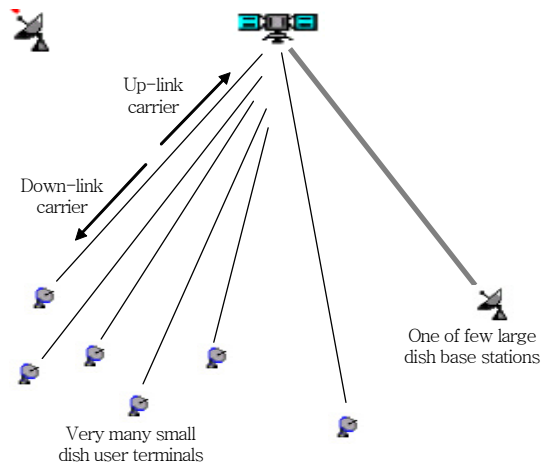 Up-link
carrier
Down-link
carrier
One of few large
dish base stations
Very many small
dish user terminals